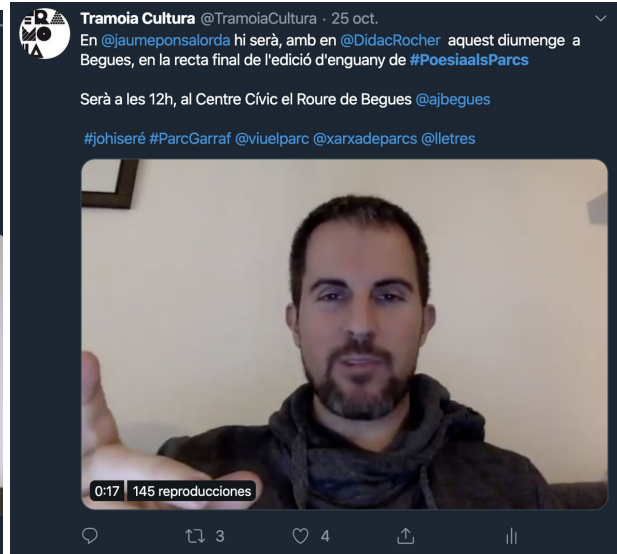 Tramoia Cultura @TramoiaCultura · 25 oct.
En @jaumeponsalorda hi serà, amb en @DidacRocher aquest diumenge a
Begues, en la recta final de l'edició d'enguany de #PoesiaalsParcs
Serà a les 12h, al Centre Cívic el Roure de Begues @ajbegues
#johiseré #ParcGarraf @viuelparc @xarxadeparcs @lletres
0:17 145 reproducciones
3 4